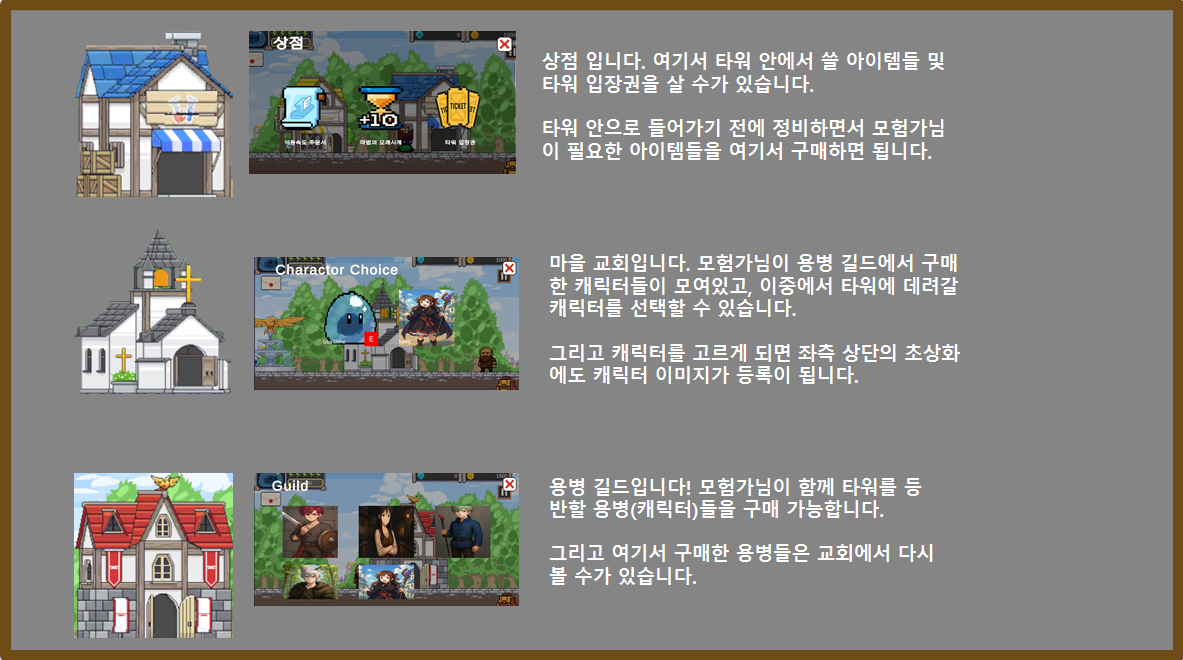 상점
+10
TICKET
이동속도 주문서
마법의 모래시계
타워 입장권
상점 입니다. 여기서 타워 안에서 쓸 아이템들 및
타워 입장권을 살 수가 있습니다.
타워 안으로 들어가기 전에 정비하면서 모험가님
이 필요한 아이템들을 여기서 구매하면 됩니다.
Charactor Choice
E
마을 교회입니다. 모험가님이 용병 길드에서 구매
한 캐릭터들이 모여있고, 이중에서 타워에 데려갈
캐릭터를 선택할 수 있습니다.
그리고 캐릭터를 고르게 되면 좌측 상단의 초상화
에도 캐릭터 이미지가 등록이 됩니다.
Guild
용병 길드입니다! 모험가님이 함께 타워를 등
반할 용병(캐릭터)들을 구매 가능합니다.
그리고 여기서 구매한 용병들은 교회에서 다시
볼 수가 있습니다.